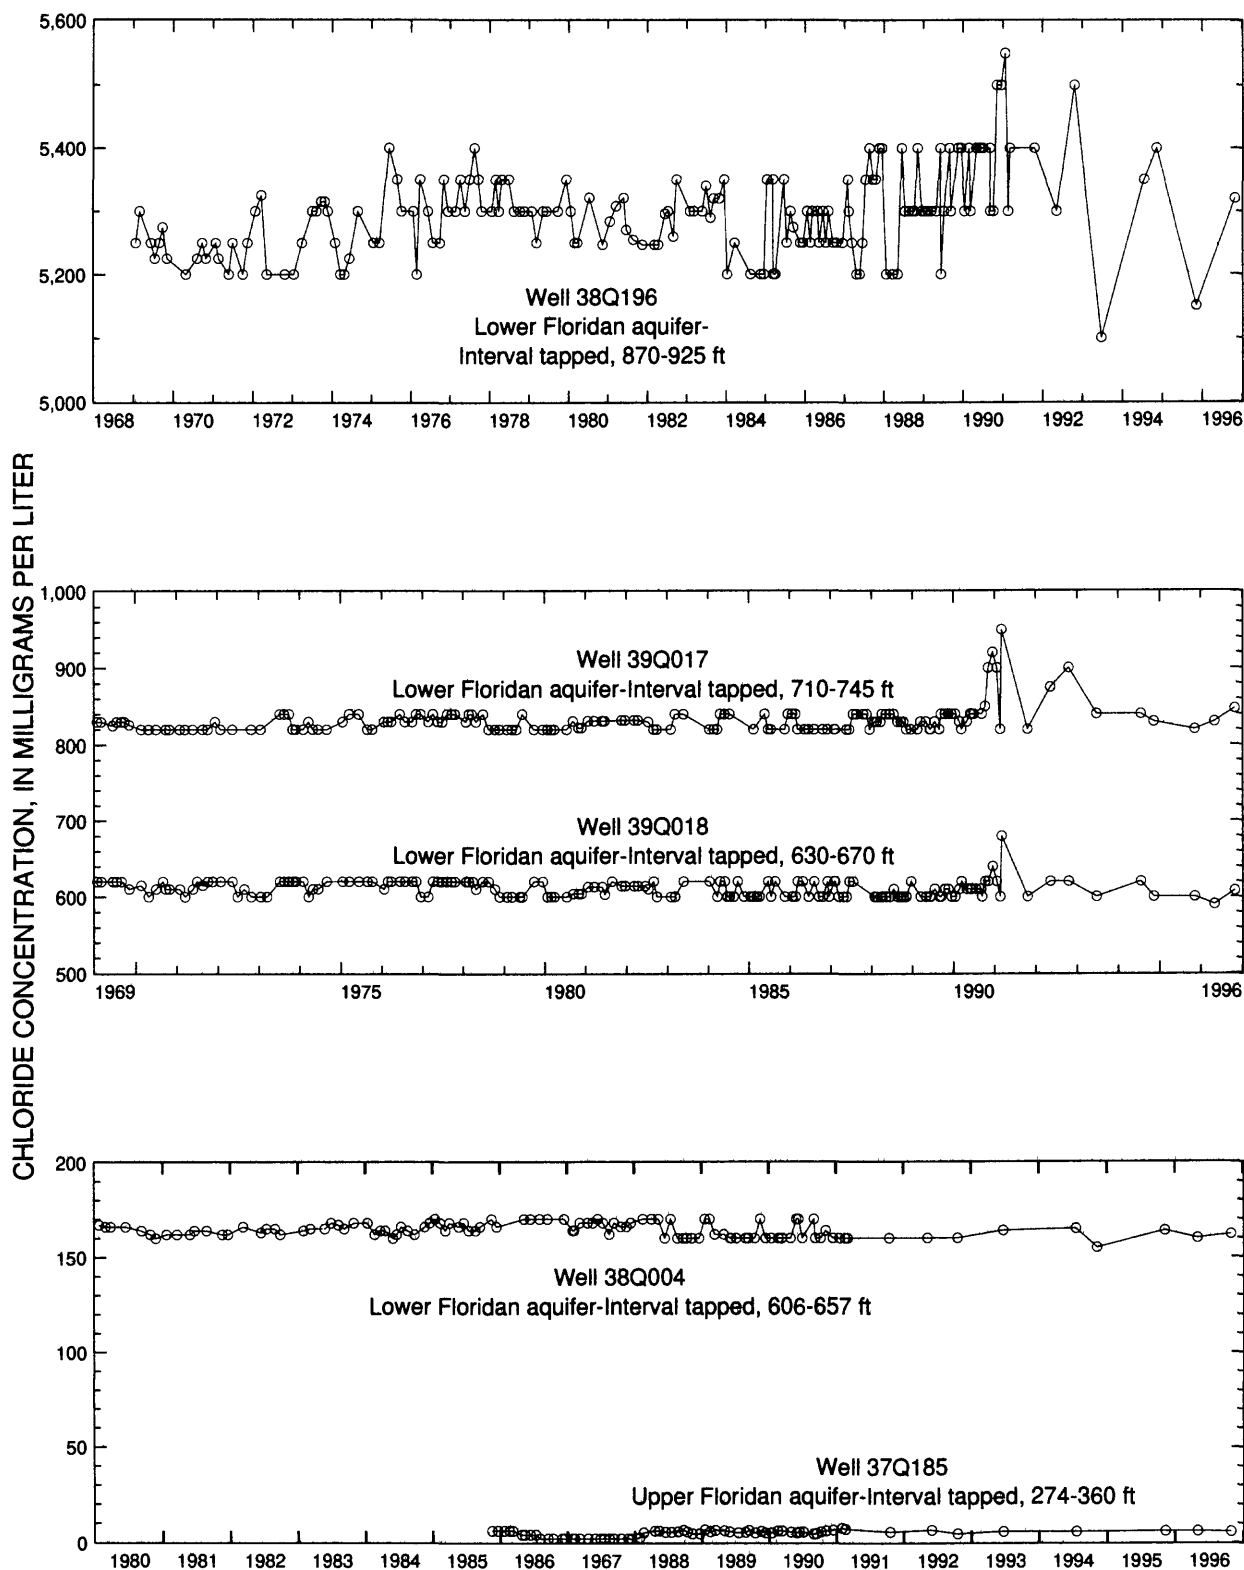 CHLORIDE CONCENTRATION, IN MILLIGRAMS PER LITER
5,600
5,400
5,200
5,000
Well 38Q196
Lower Floridan aquifer-
Interval tapped, 870-925 ft
1968 1970 1972 1974 1976 1978 1980 1982 1984 1986 1988 1990 1992 1994 1996
1,000
900
800
700
600
500
Well 39Q017
Lower Floridan aquifer-Interval tapped, 710-745 ft
Well 39Q018
Lower Floridan aquifer-Interval tapped, 630-670 ft
1969 1975 1980 1985 1990 1996
200
150
100
50
0
Well 38Q004
Lower Floridan aquifer-Interval tapped, 606-657 ft
Well 37Q185
Upper Floridan aquifer-Interval tapped, 274-360 ft
1980 1981 1982 1983 1984 1985 1986 1967 1988 1989 1990 1991 1992 1993 1994 1995 1996